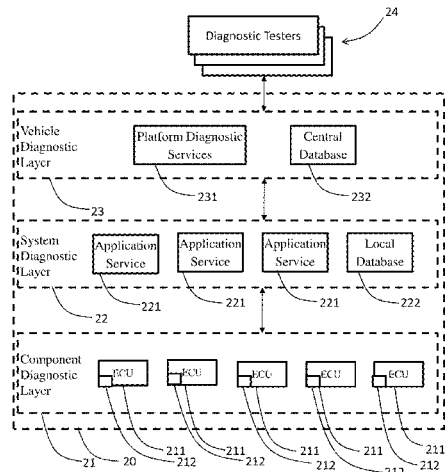 24
Diagnostic Testers
Vehicle
Diagnostic
Layer
Platform Diagnostic
Services
Central
Database
231
232
23
System
Diagnostic
Layer
Application
Service
Application
Service
Application
Service
Local
Database
221
221
221
222
22
Component
Diagnostic
Layer
ECU
ECU
ECU
ECU
ECU
211
211
211
211
211
21
20
212
212
212
212
212